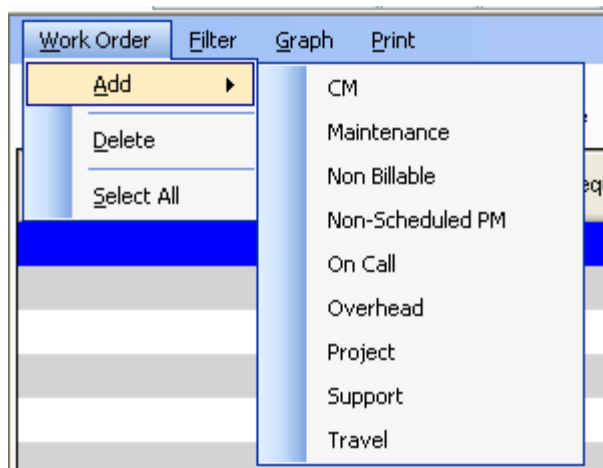 Work Order Filter Graph Print
Add
Delete
Select All
CM
Maintenance
Non Billable
Non-Scheduled PM
On Call
Overhead
Project
Support
Travel